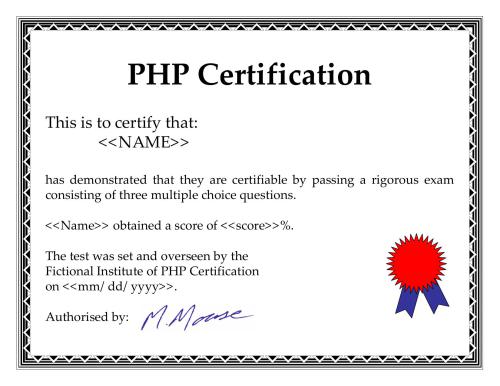 PHP Certification
This is to certify that:
<<NAME>>
has demonstrated that they are certifiable by passing a rigorous exam
consisting of three multiple choice questions.
<<Name>> obtained a score of <<score>>%.
The test was set and overseen by the
Fictional Institute of PHP Certification
on <<mm/ dd/ yyyy>>.
Authorised by: M.Mouse